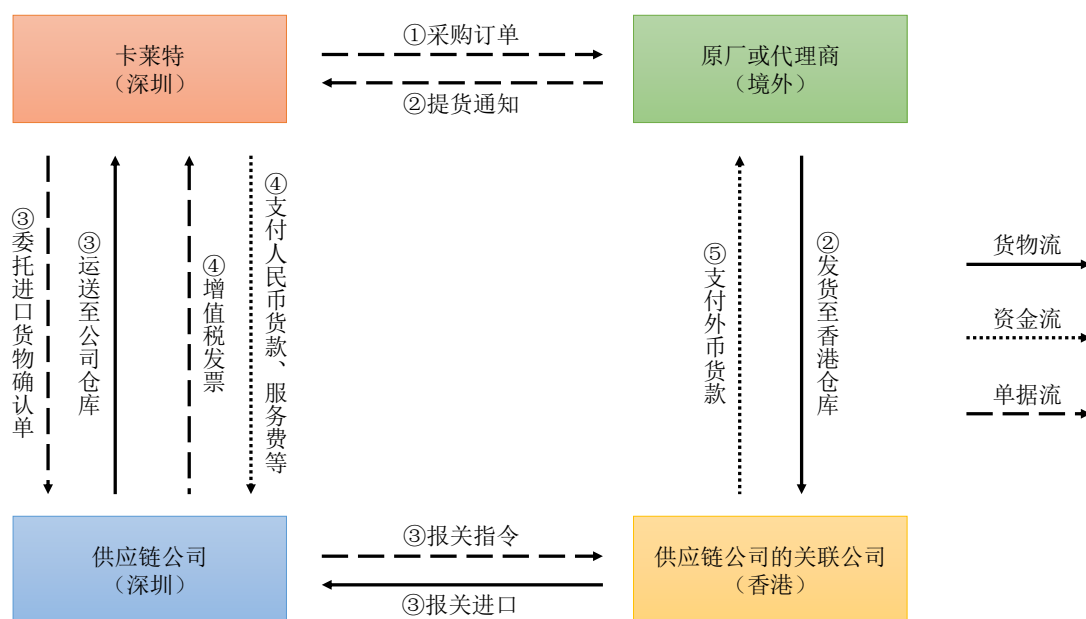 卡莱特
（深圳）
①采购订单
②提货通知
原厂或代理商
（境外）
③委托进口货物确认单
③运送至公司仓库
④增值税发票
④支付人民币货款、服务费等
⑤支付外币货款
②发货至香港仓库
货物流
资金流
单据流
供应链公司
（深圳）
③报关指令
③报关进口
供应链公司的关联公司
（香港）